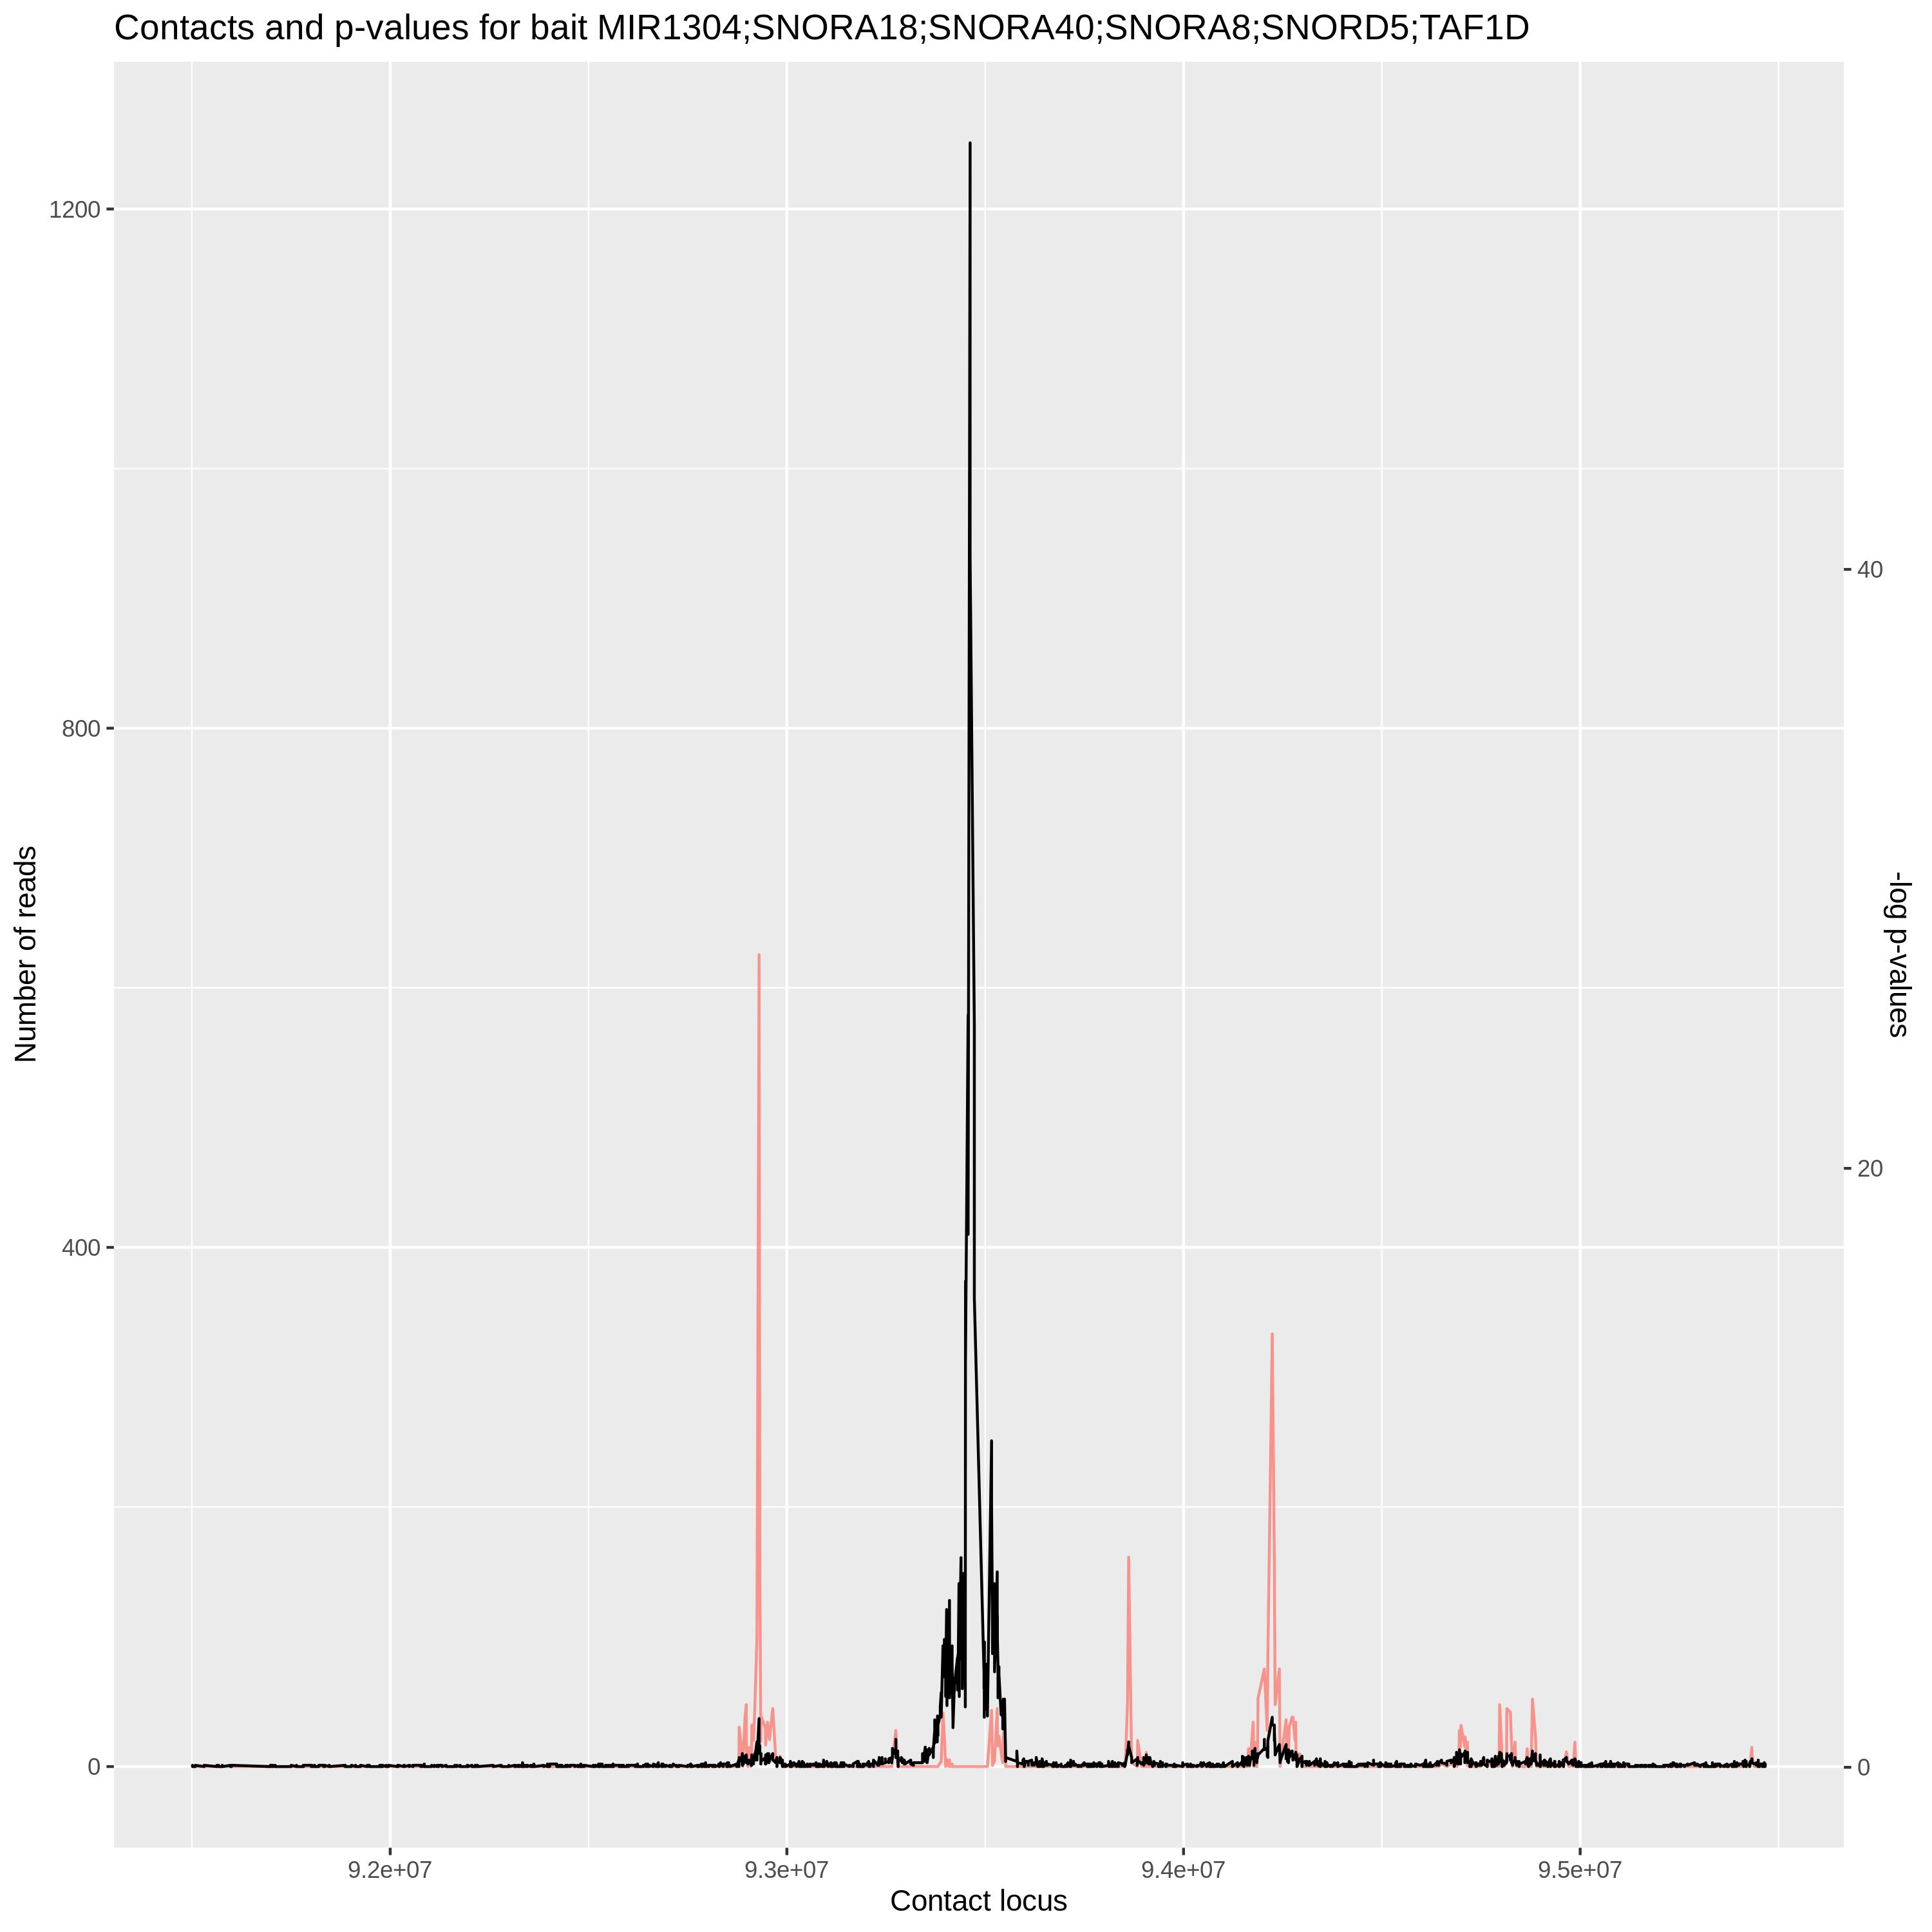 Contacts and p-values for bait MIR1304;SNORA18;SNORA40;SNORA8;SNORD5;TAF1D
1200
800
400
0
Number of reads
40
20
0
-log p-values
9.2e+07
9.3e+07
9.4e+07
9.5e+07
Contact locus